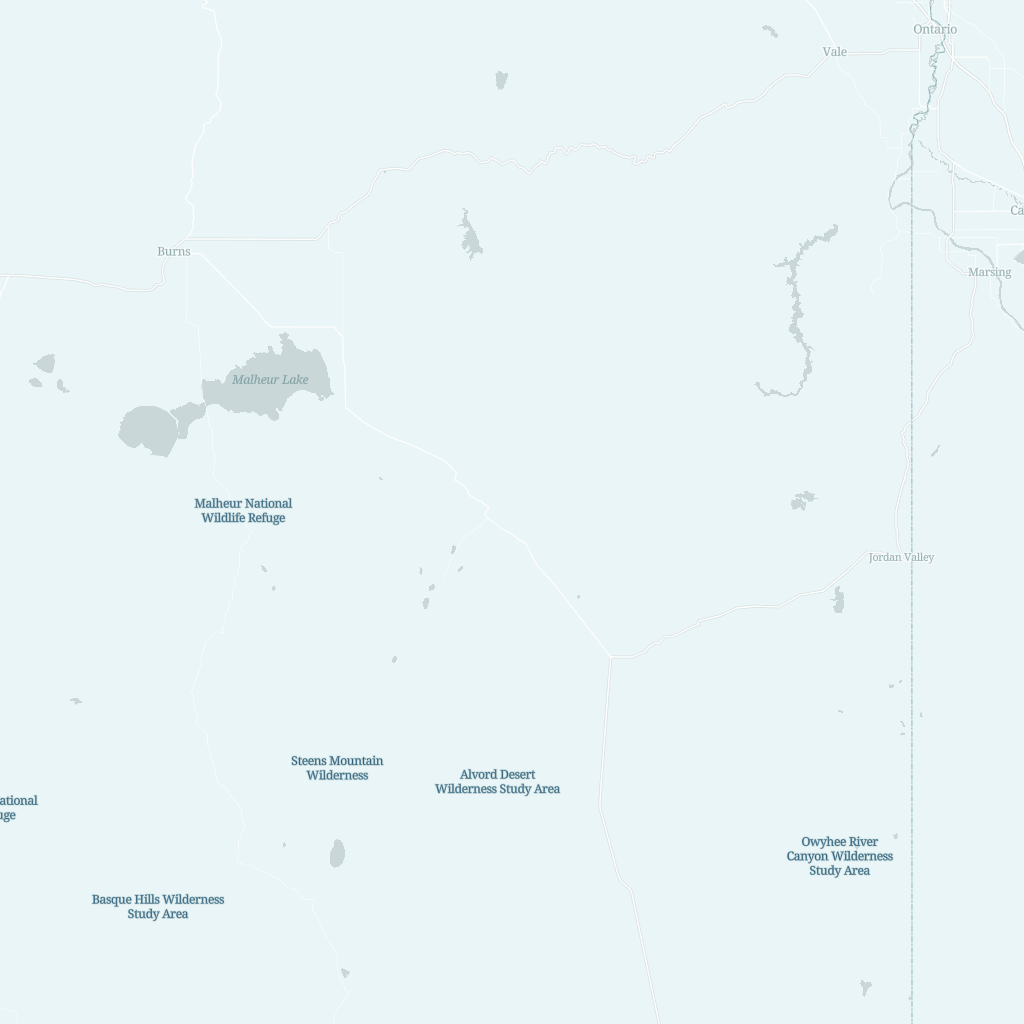 Ontario
Vale
Burns
Marsing
Malheur Lake
Malheur National
Wildlife Refuge
Jordan Valley
Steens Mountain
Wilderness
Alvord Desert
Wilderness Study Area
Owyhee River
Canyon Wilderness
Study Area
Basque Hills Wilderness
Study Area